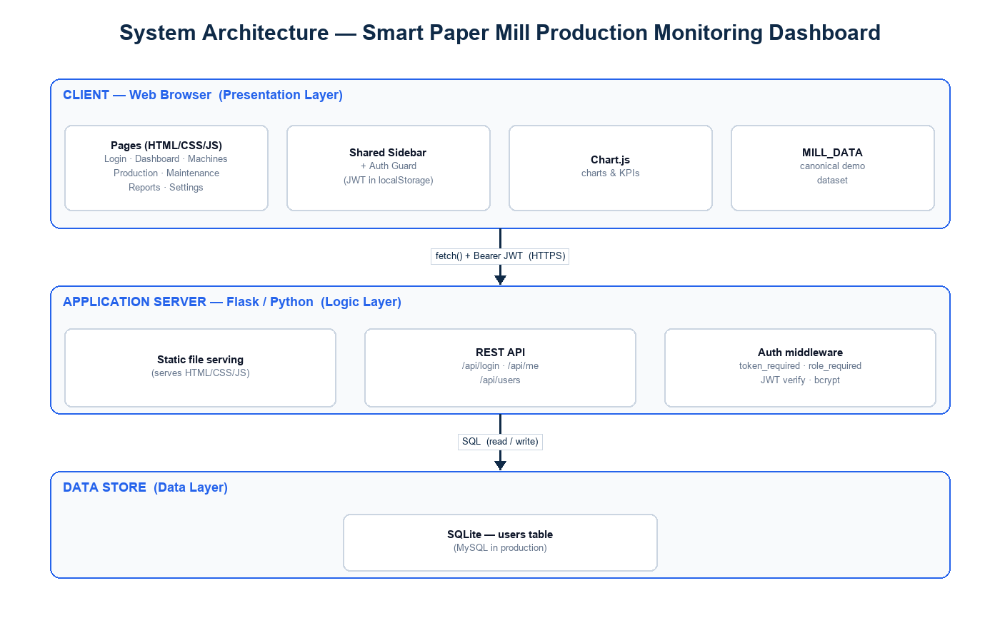 System Architecture — Smart Paper Mill Production Monitoring Dashboard
CLIENT — Web Browser (Presentation Layer)
Pages (HTML/CSS/JS)
Login · Dashboard · Machines
Production · Maintenance
Reports · Settings
Shared Sidebar
+ Auth Guard
(JWT in localStorage)
Chart.js
charts & KPIs
MILL_DATA
canonical demo
dataset
fetch() + Bearer JWT (HTTPS)
APPLICATION SERVER — Flask / Python (Logic Layer)
Static file serving
(serves HTML/CSS/JS)
REST API
/api/login · /api/me
/api/users
Auth middleware
token_required · role_required
JWT verify · bcrypt
SQL (read / write)
DATA STORE (Data Layer)
SQLite — users table
(MySQL in production)